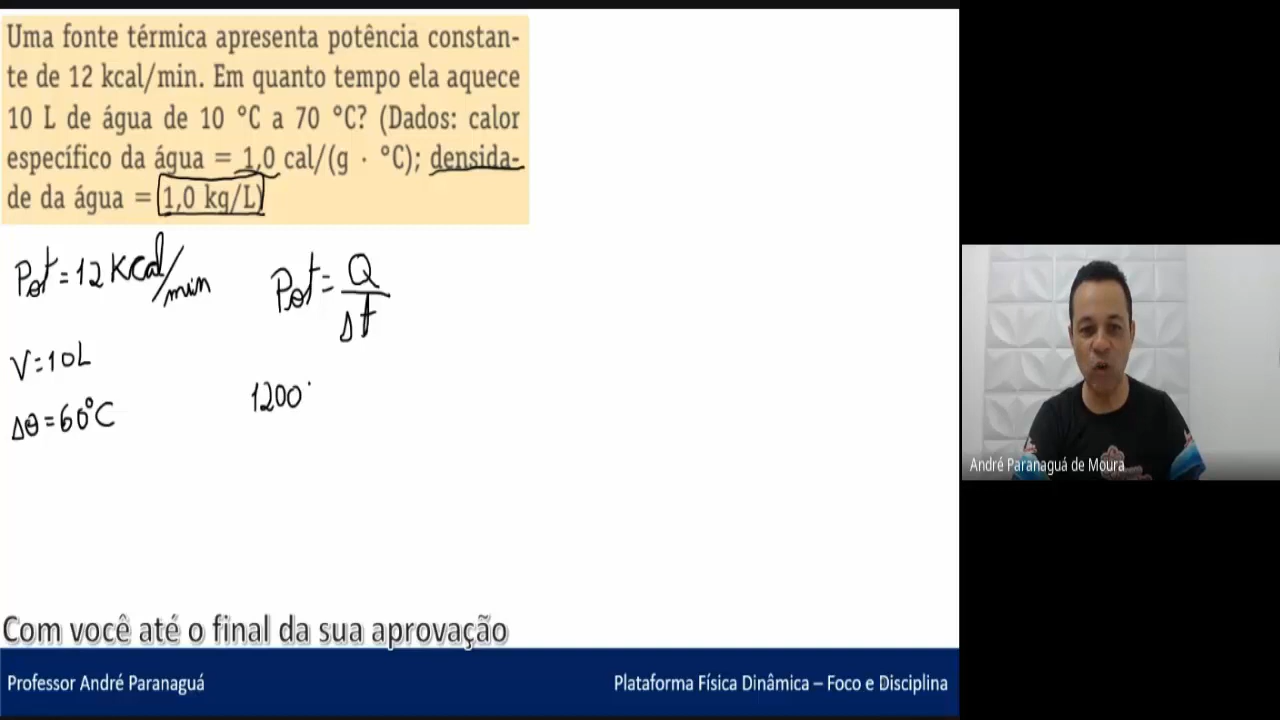 Uma fonte térmica apresenta potência constan-
te de 12 kcal/min. Em quanto tempo ela aquece
10 L de água de 10 °C a 70 °C? (Dados: calor
específico da água = 1,0 cal/(g · °C); densida-
de da água = 1,0 kg/L)
Pot = 12 Kcal/min
Pot = Q/Δt
V = 10L
Δθ = 60°C
1200
André Paranaguá de Moura
Com você até o final da sua aprovação
Professor André Paranaguá
Plataforma Física Dinâmica – Foco e Disciplina